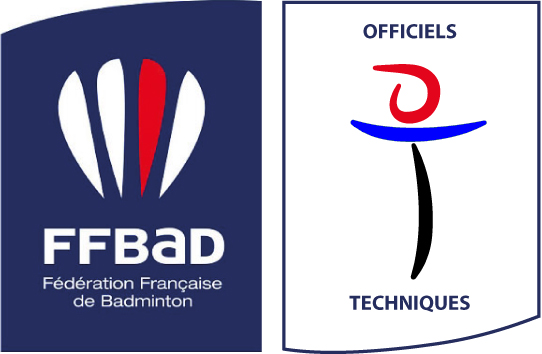 FFBaD
Fédération Française
de Badminton
OFFICIELS
TECHNIQUES